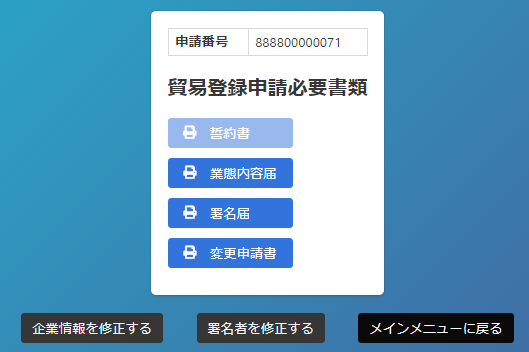 申請番号 888800000071
貿易登録申請必要書類
誓約書
業態内容届
署名届
変更申請書
企業情報を修正する 署名者を修正する メインメニューに戻る